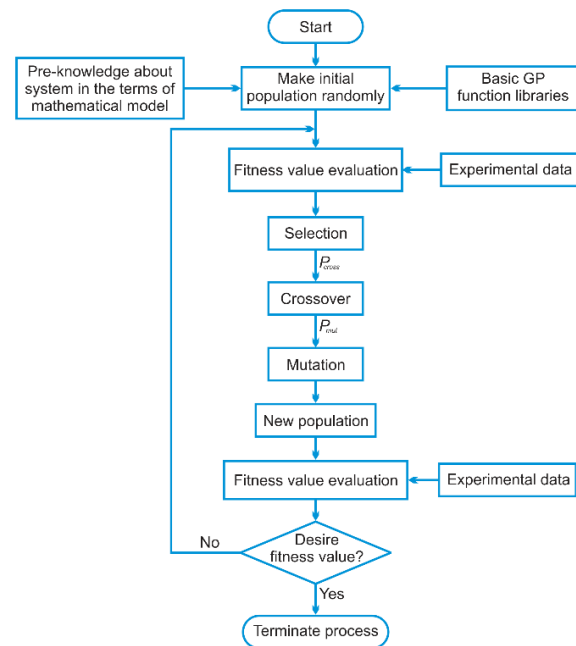 Start
Pre-knowledge about
system in the terms of
mathematical model
Make initial
population randomly
Basic GP
function libraries
Fitness value evaluation
Experimental data
Selection
P_cross
Crossover
P_mut
Mutation
New population
Fitness value evaluation
Experimental data
Desire
fitness value?
No
Yes
Terminate process